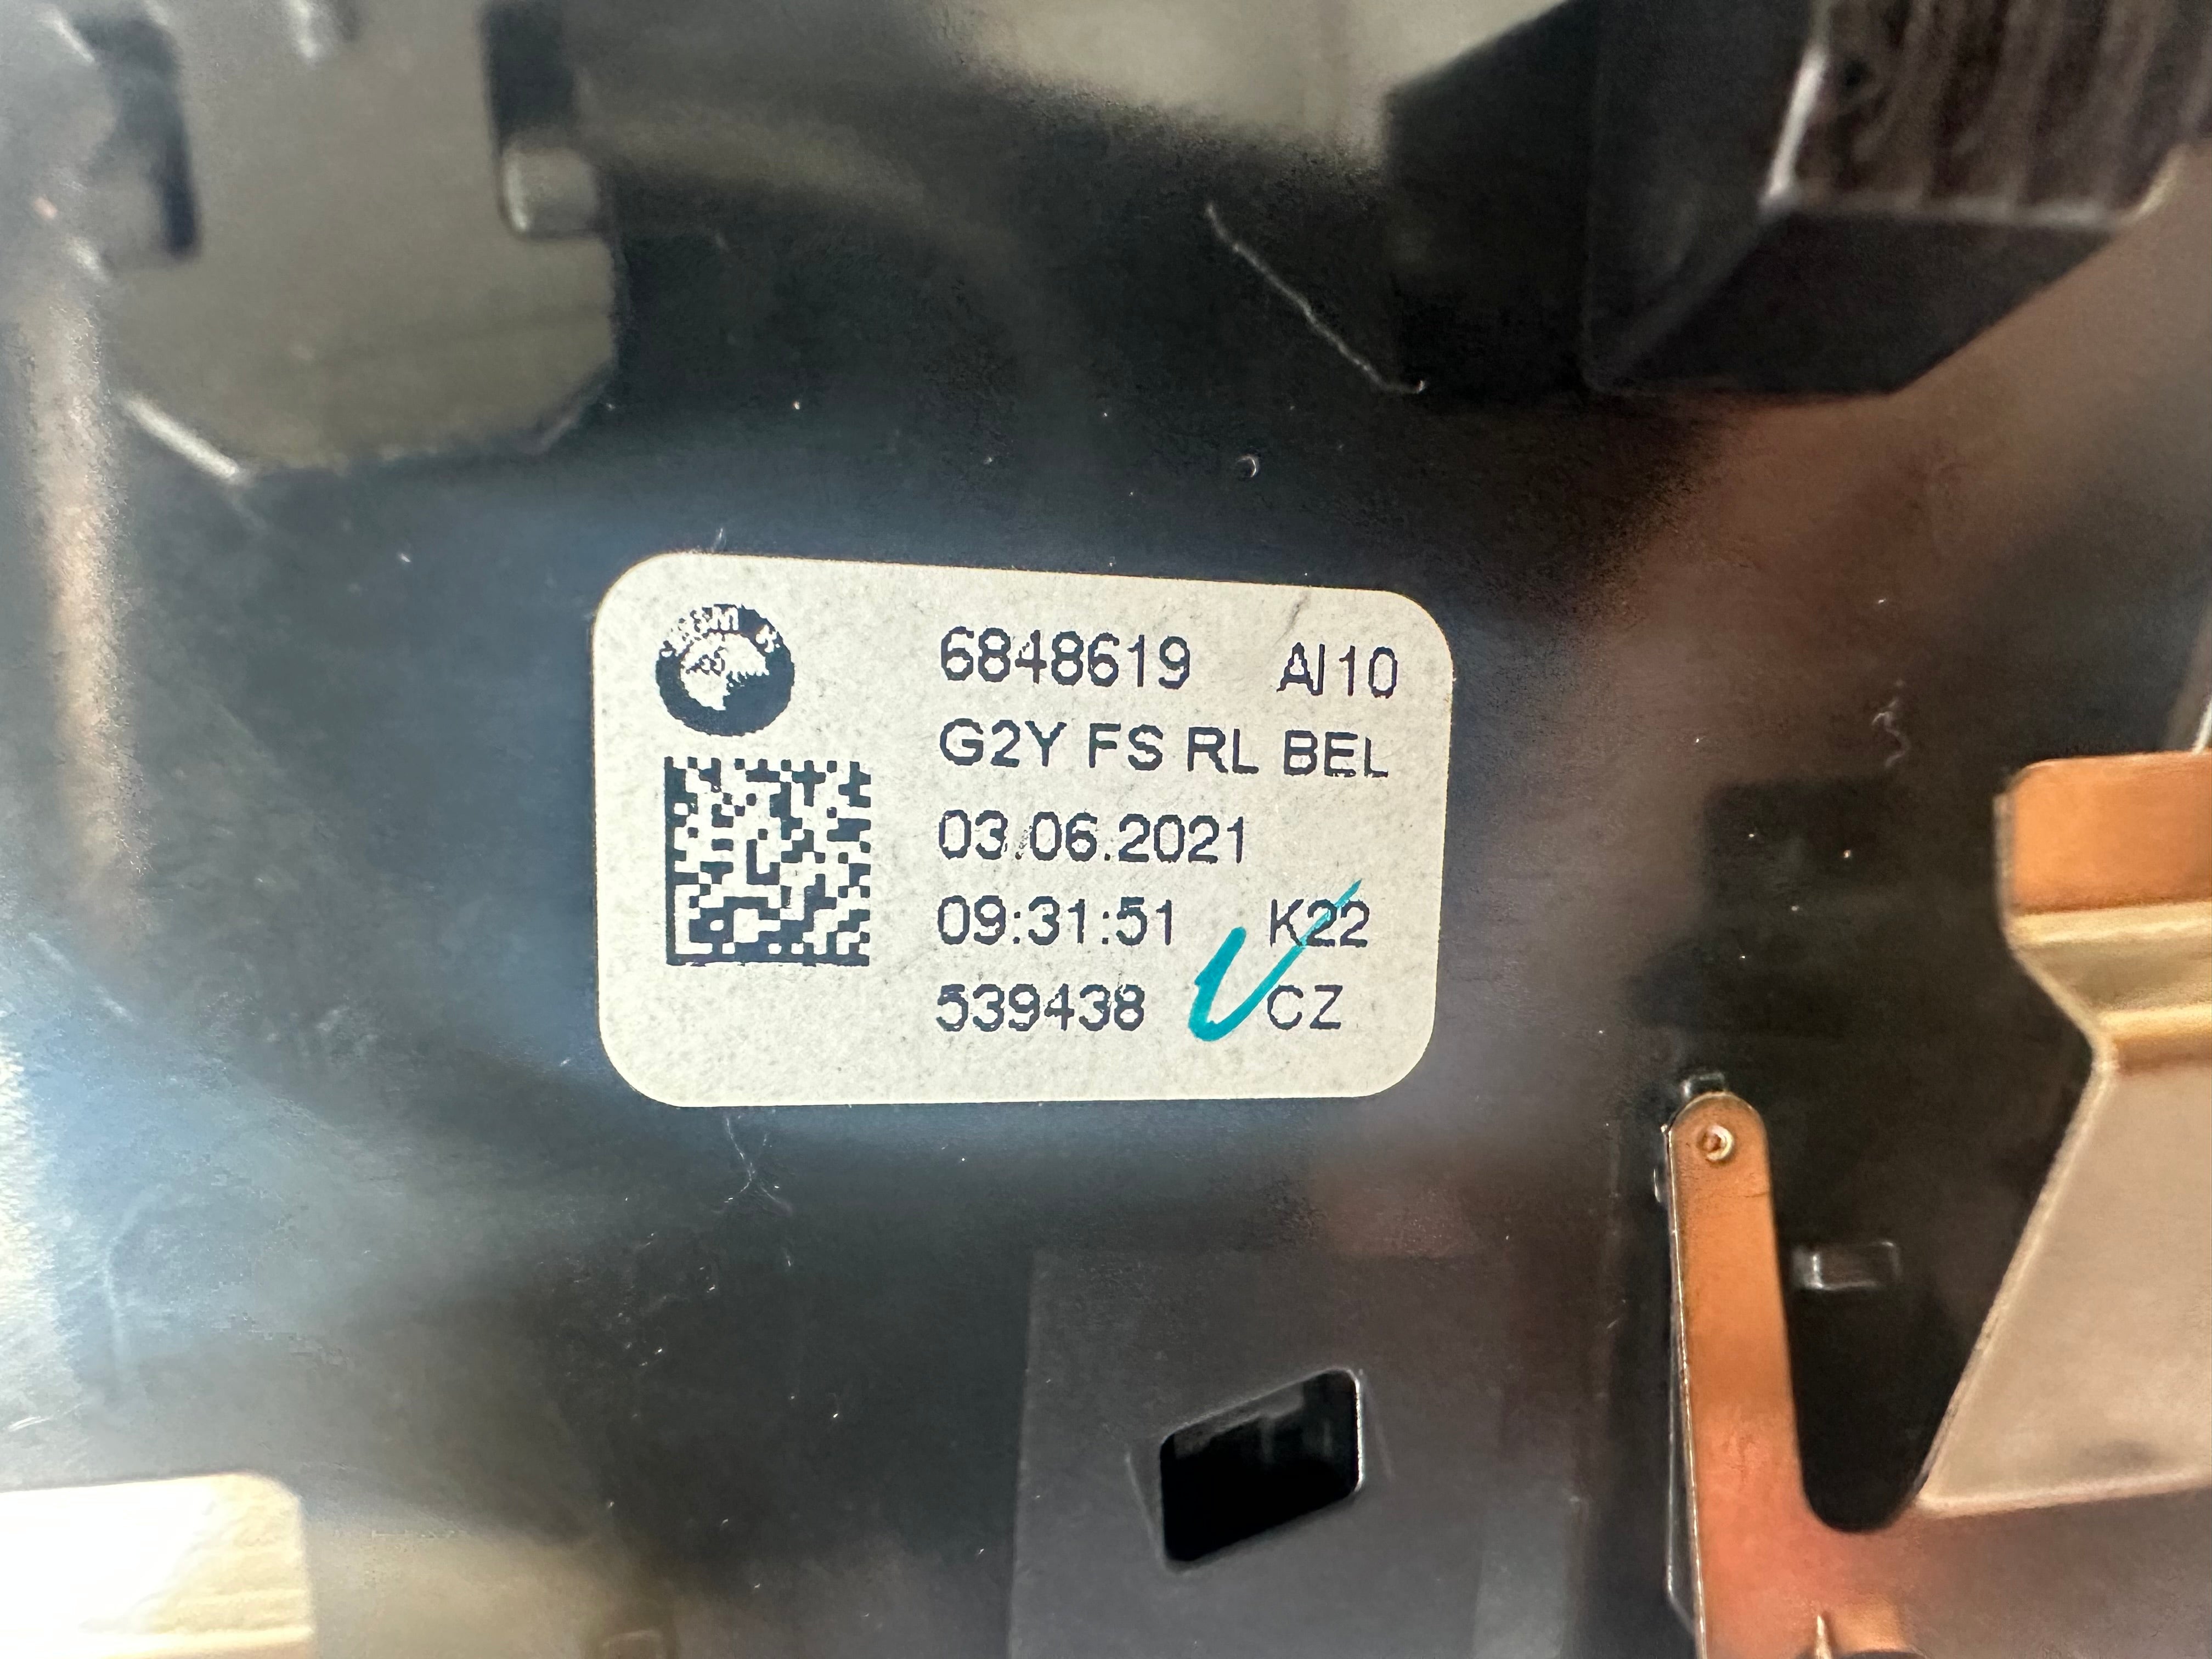 6848619 AI10
G2Y FS RL BEL
03.06.2021
09:31:51 K22
539438 CZ